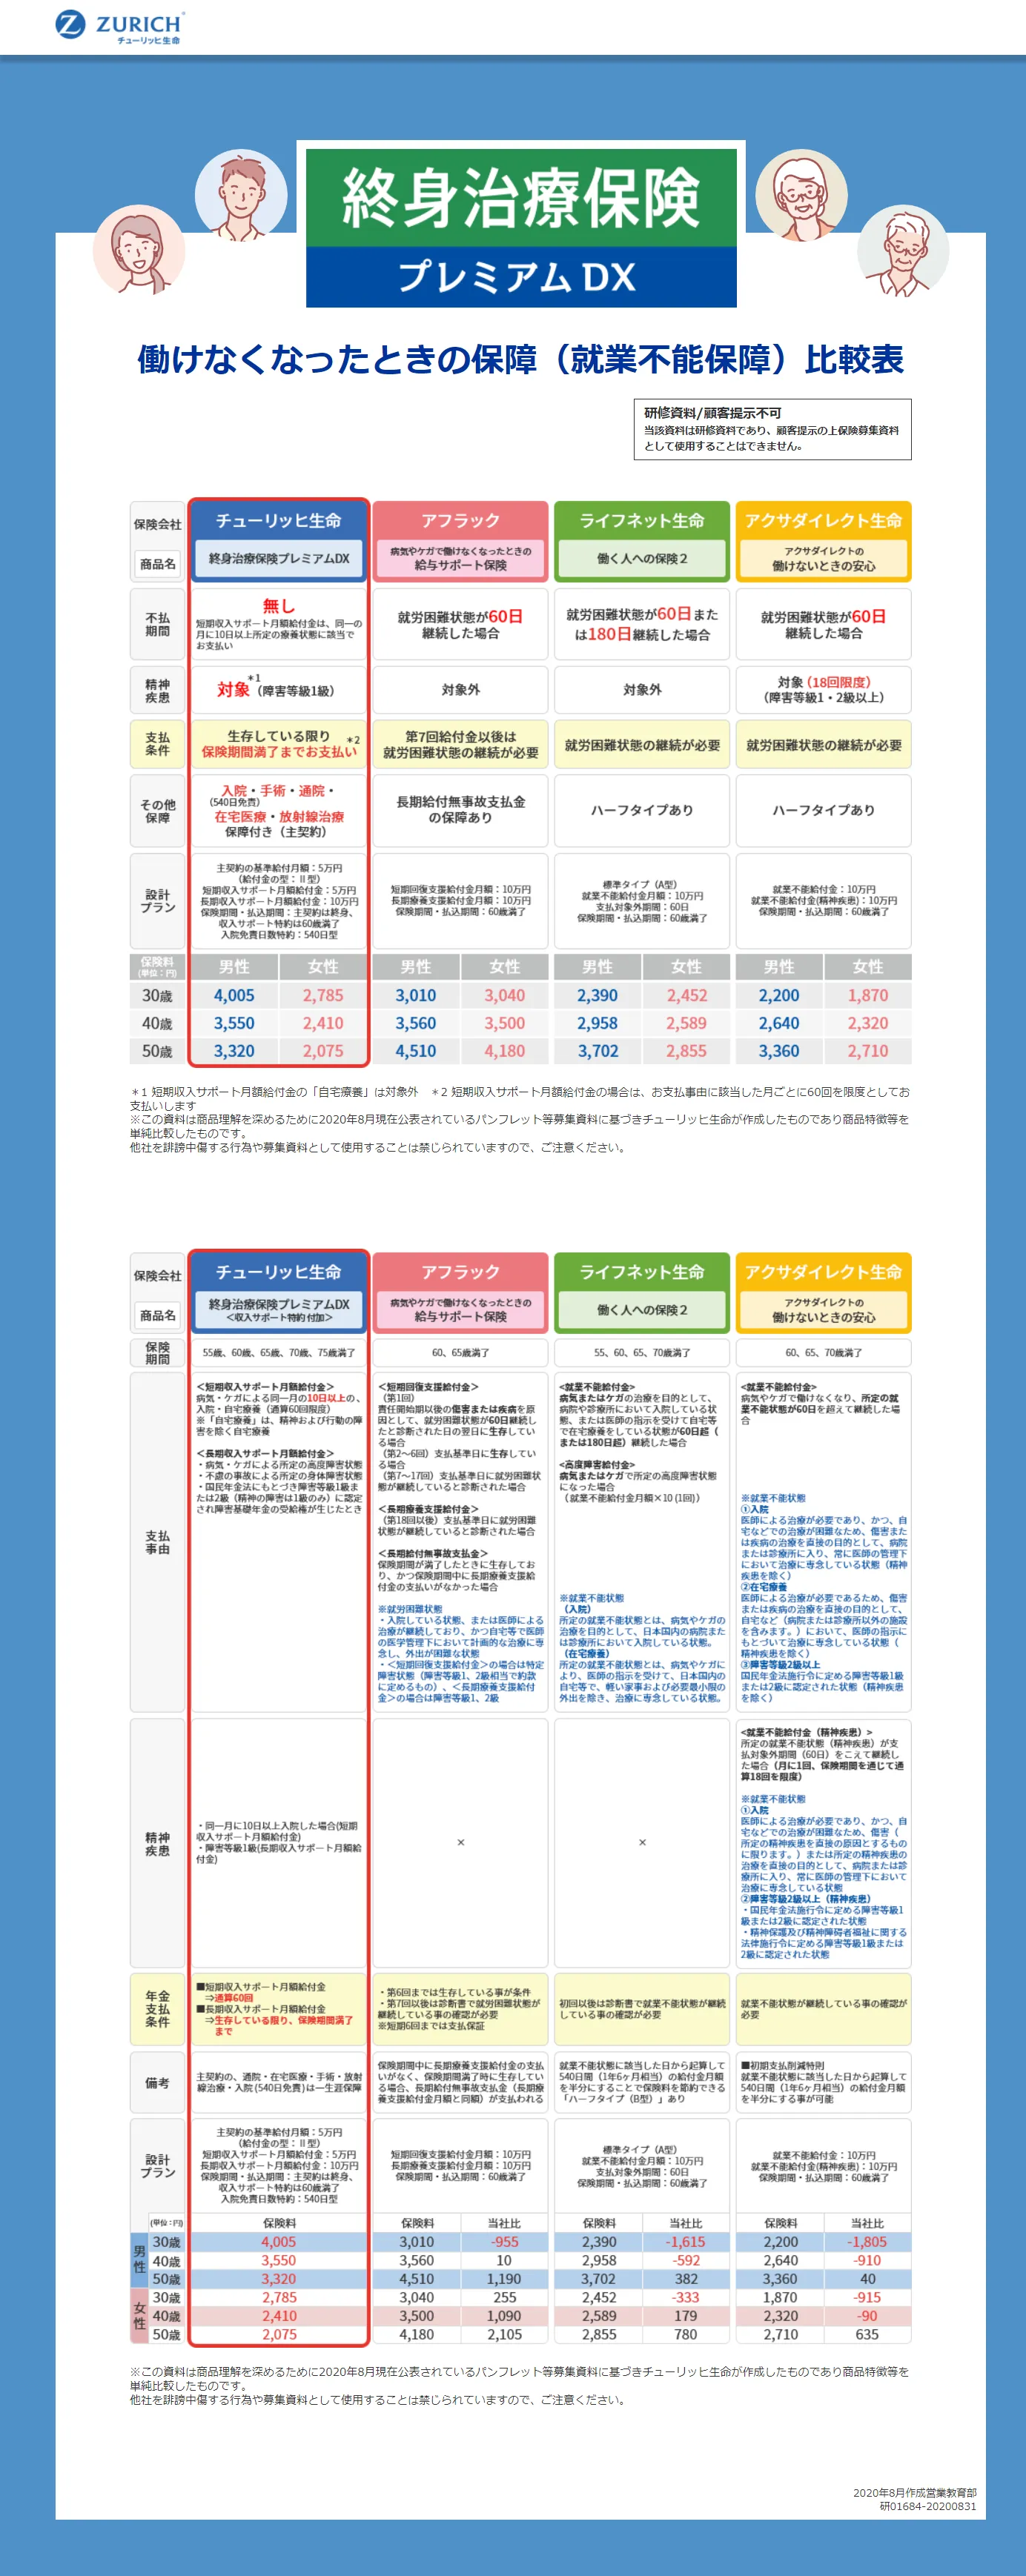 ZURICH
チューリッヒ生命
終身治療保険
プレミアム DX
働けなくなったときの保障（就業不能保障）比較表
研修資料/顧客提示不可
当該資料は研修資料であり、顧客提示の上保険募集資料
として使用することはできません。
保険会社
商品名
チューリッヒ生命
終身治療保険プレミアムDX
アフラック
病気やケガで働けなくなったときの
給与サポート保険
ライフネット生命
働く人への保険２
アクサダイレクト生命
アクサダイレクトの
働けないときの安心
不払
期間
無し
短期収入サポート月額給付金は、同一の
月に10日以上所定の療養状態に該当で
お支払い
就労困難状態が60日
継続した場合
就労困難状態が60日また
は180日継続した場合
就労困難状態が60日
継続した場合
精神
疾患
対象＊1（障害等級1級）
対象外
対象外
対象（18回限度）
（障害等級1・2級以上）
支払
条件
生存している限り
保険期間満了までお支払い ＊2
第7回給付金以後は
就労困難状態の継続が必要
就労困難状態の継続が必要
就労困難状態の継続が必要
その他
保障
入院・手術・通院・
(540日免責)
在宅医療・放射線治療
保障付き（主契約）
長期給付無事故支払金
の保障あり
ハーフタイプあり
ハーフタイプあり
設計
プラン
主契約の基準給付月額：5万円
（給付金の型：Ⅱ型）
短期収入サポート月額給付金：5万円
長期収入サポート月額給付金：10万円
保険期間・払込期間：主契約は終身、
収入サポート特約は60歳満了
入院免責日数特約：540日型
短期回復支援給付金月額：10万円
長期療養支援給付金月額：10万円
保険期間・払込期間：60歳満了
標準タイプ（A型）
就業不能給付金月額：10万円
支払対象外期間：60日
保険期間・払込期間：60歳満了
就業不能給付金：10万円
就業不能給付金(精神疾患)：10万円
保険期間・払込期間：60歳満了
保険料
(単位：円)
男性 女性 男性 女性 男性 女性 男性 女性
30歳 4,005 2,785 3,010 3,040 2,390 2,452 2,200 1,870
40歳 3,550 2,410 3,560 3,500 2,958 2,589 2,640 2,320
50歳 3,320 2,075 4,510 4,180 3,702 2,855 3,360 2,710
＊1 短期収入サポート月額給付金の「自宅療養」は対象外　＊2 短期収入サポート月額給付金の場合は、お支払事由に該当した月ごとに60回を限度としてお
支払いします
※この資料は商品理解を深めるために2020年8月現在公表されているパンフレット等募集資料に基づきチューリッヒ生命が作成したものであり商品特徴等を
単純比較したものです。
他社を誹謗中傷する行為や募集資料として使用することは禁じられていますので、ご注意ください。
保険会社
商品名
チューリッヒ生命
終身治療保険プレミアムDX
<収入サポート特約付加>
アフラック
病気やケガで働けなくなったときの
給与サポート保険
ライフネット生命
働く人への保険２
アクサダイレクト生命
アクサダイレクトの
働けないときの安心
保険
期間
55歳、60歳、65歳、70歳、75歳満了
60、65歳満了
55、60、65、70歳満了
60、65、70歳満了
支払
事由
<短期収入サポート月額給付金>
病気・ケガによる同一月の10日以上の、
入院・自宅療養（通算60回限度）
※「自宅療養」は、精神および行動の障
害を除く自宅療養
<長期収入サポート月額給付金>
・病気・ケガによる所定の高度障害状態
・不慮の事故による所定の身体障害状態
・国民年金法にもとづき障害等級1級ま
たは2級（精神の障害は1級のみ）に認定
され障害基礎年金の受給権が生じたとき
＜短期回復支援給付金＞
（第1回）
責任開始期以後の傷害または疾病を原
因として、就労困難状態が60日継続し
たと診断された日の翌日に生存してい
る場合
（第2～6回）支払基準日に生存してい
る場合
（第7～17回）支払基準日に就労困難状
態が継続していると診断された場合
＜長期療養支援給付金＞
（第18回以後）支払基準日に就労困難
状態が継続していると診断された場合
＜長期給付無事故支払金＞
保険期間が満了したときに生存してお
り、かつ保険期間中に長期療養支援給
付金の支払いがなかった場合
※就労困難状態
・入院している状態、または医師による
治療が継続しており、かつ自宅等で医師
の医学管理下において計画的な治療に専
念し、外出が困難な状態
・＜短期回復支援給付金＞の場合は特定
障害状態（障害等級1、2級相当で約款
に定めるもの）、＜長期療養支援給付
金＞の場合は障害等級1、2級
<就業不能給付金>
病気またはケガの治療を目的として、
病院や診療所において入院している状
態、または医師の指示を受けて自宅等
で在宅療養をしている状態が60日超（
または180日超）継続した場合
<高度障害給付金>
病気またはケガで所定の高度障害状態
になった場合
（就業不能給付金月額×10 (1回)）
※就業不能状態
（入院）
所定の就業不能状態とは、病気やケガの
治療を目的として、日本国内の病院また
は診療所において入院している状態。
（在宅療養）
所定の就業不能状態とは、病気やケガに
より、医師の指示を受けて、日本国内の
自宅等で、軽い家事および必要最小限の
外出を除き、治療に専念している状態。
<就業不能給付金>
病気やケガで働けなくなり、所定の就
業不能状態が60日を超えて継続した場
合
※就業不能状態
①入院
医師による治療が必要であり、かつ、自
宅などでの治療が困難なため、傷害また
は疾病の治療を直接の目的として、病院
または診療所に入り、常に医師の管理下
において治療に専念している状態（精神
疾患を除く）
②在宅療養
医師による治療が必要であるため、傷害
または疾病の治療を直接の目的として、
自宅など（病院または診療所以外の施設
を含みます。）において、医師の指示に
もとづいて治療に専念している状態（
精神疾患を除く）
③障害等級2級以上
国民年金法施行令に定める障害等級1級
または2級に認定された状態（精神疾患
を除く）
精神
疾患
・同一月に10日以上入院した場合(短期
収入サポート月額給付金)
・障害等級1級(長期収入サポート月額給
付金)
×
×
<就業不能給付金（精神疾患）>
所定の就業不能状態（精神疾患）が支
払対象外期間（60日）をこえて継続し
た場合（月に1回、保険期間を通じて通
算18回を限度）
※就業不能状態
①入院
医師による治療が必要であり、かつ、自
宅などでの治療が困難なため、傷害（
所定の精神疾患を直接の原因とするもの
に限ります。）または所定の精神疾患の
治療を直接の目的として、病院または診
療所に入り、常に医師の管理下において
治療に専念している状態
②障害等級2級以上（精神疾患）
・国民年金法施行令に定める障害等級1
級または2級に認定された状態
・精神保護及び精神障碍者福祉に関する
法律施行令に定める障害等級1級または
2級に認定された状態
年金
支払
条件
■短期収入サポート月額給付金
⇒通算60回
■長期収入サポート月額給付金
⇒生存している限り、保険期間満了
まで
・第6回までは生存している事が条件
・第7回以後は診断書で就労困難状態が
継続している事の確認が必要
※短期6回までは支払保証
初回以後は診断書で就業不能状態が継続
している事の確認が必要
就業不能状態が継続している事の確認が
必要
備考
主契約の、通院・在宅医療・手術・放射
線治療・入院(540日免責)は一生涯保障
保険期間中に長期療養支援給付金の支払
いがなく、保険期間満了時に生存してい
る場合、長期給付無事故支払金（長期療
養支援給付金月額と同額）が支払われる
就業不能状態に該当した日から起算して
540日間（1年6ヶ月相当）の給付金月額
を半分にすることで保険料を節約できる
「ハーフタイプ（B型）」あり
■初期支払削減特則
就業不能状態に該当した日から起算して
540日間（1年6ヶ月相当）の給付金月額
を半分にする事が可能
設計
プラン
主契約の基準給付月額：5万円
（給付金の型：Ⅱ型）
短期収入サポート月額給付金：5万円
長期収入サポート月額給付金：10万円
保険期間・払込期間：主契約は終身、
収入サポート特約は60歳満了
入院免責日数特約：540日型
短期回復支援給付金月額：10万円
長期療養支援給付金月額：10万円
保険期間・払込期間：60歳満了
標準タイプ（A型）
就業不能給付金月額：10万円
支払対象外期間：60日
保険期間・払込期間：60歳満了
就業不能給付金：10万円
就業不能給付金(精神疾患)：10万円
保険期間・払込期間：60歳満了
(単位：円) 保険料 保険料 当社比 保険料 当社比 保険料 当社比
男性
30歳 4,005 3,010 -955 2,390 -1,615 2,200 -1,805
40歳 3,550 3,560 10 2,958 -592 2,640 -910
50歳 3,320 4,510 1,190 3,702 382 3,360 40
女性
30歳 2,785 3,040 255 2,452 -333 1,870 -915
40歳 2,410 3,500 1,090 2,589 179 2,320 -90
50歳 2,075 4,180 2,105 2,855 780 2,710 635
※この資料は商品理解を深めるために2020年8月現在公表されているパンフレット等募集資料に基づきチューリッヒ生命が作成したものであり商品特徴等を
単純比較したものです。
他社を誹謗中傷する行為や募集資料として使用することは禁じられていますので、ご注意ください。
2020年8月作成営業教育部
研01684-20200831